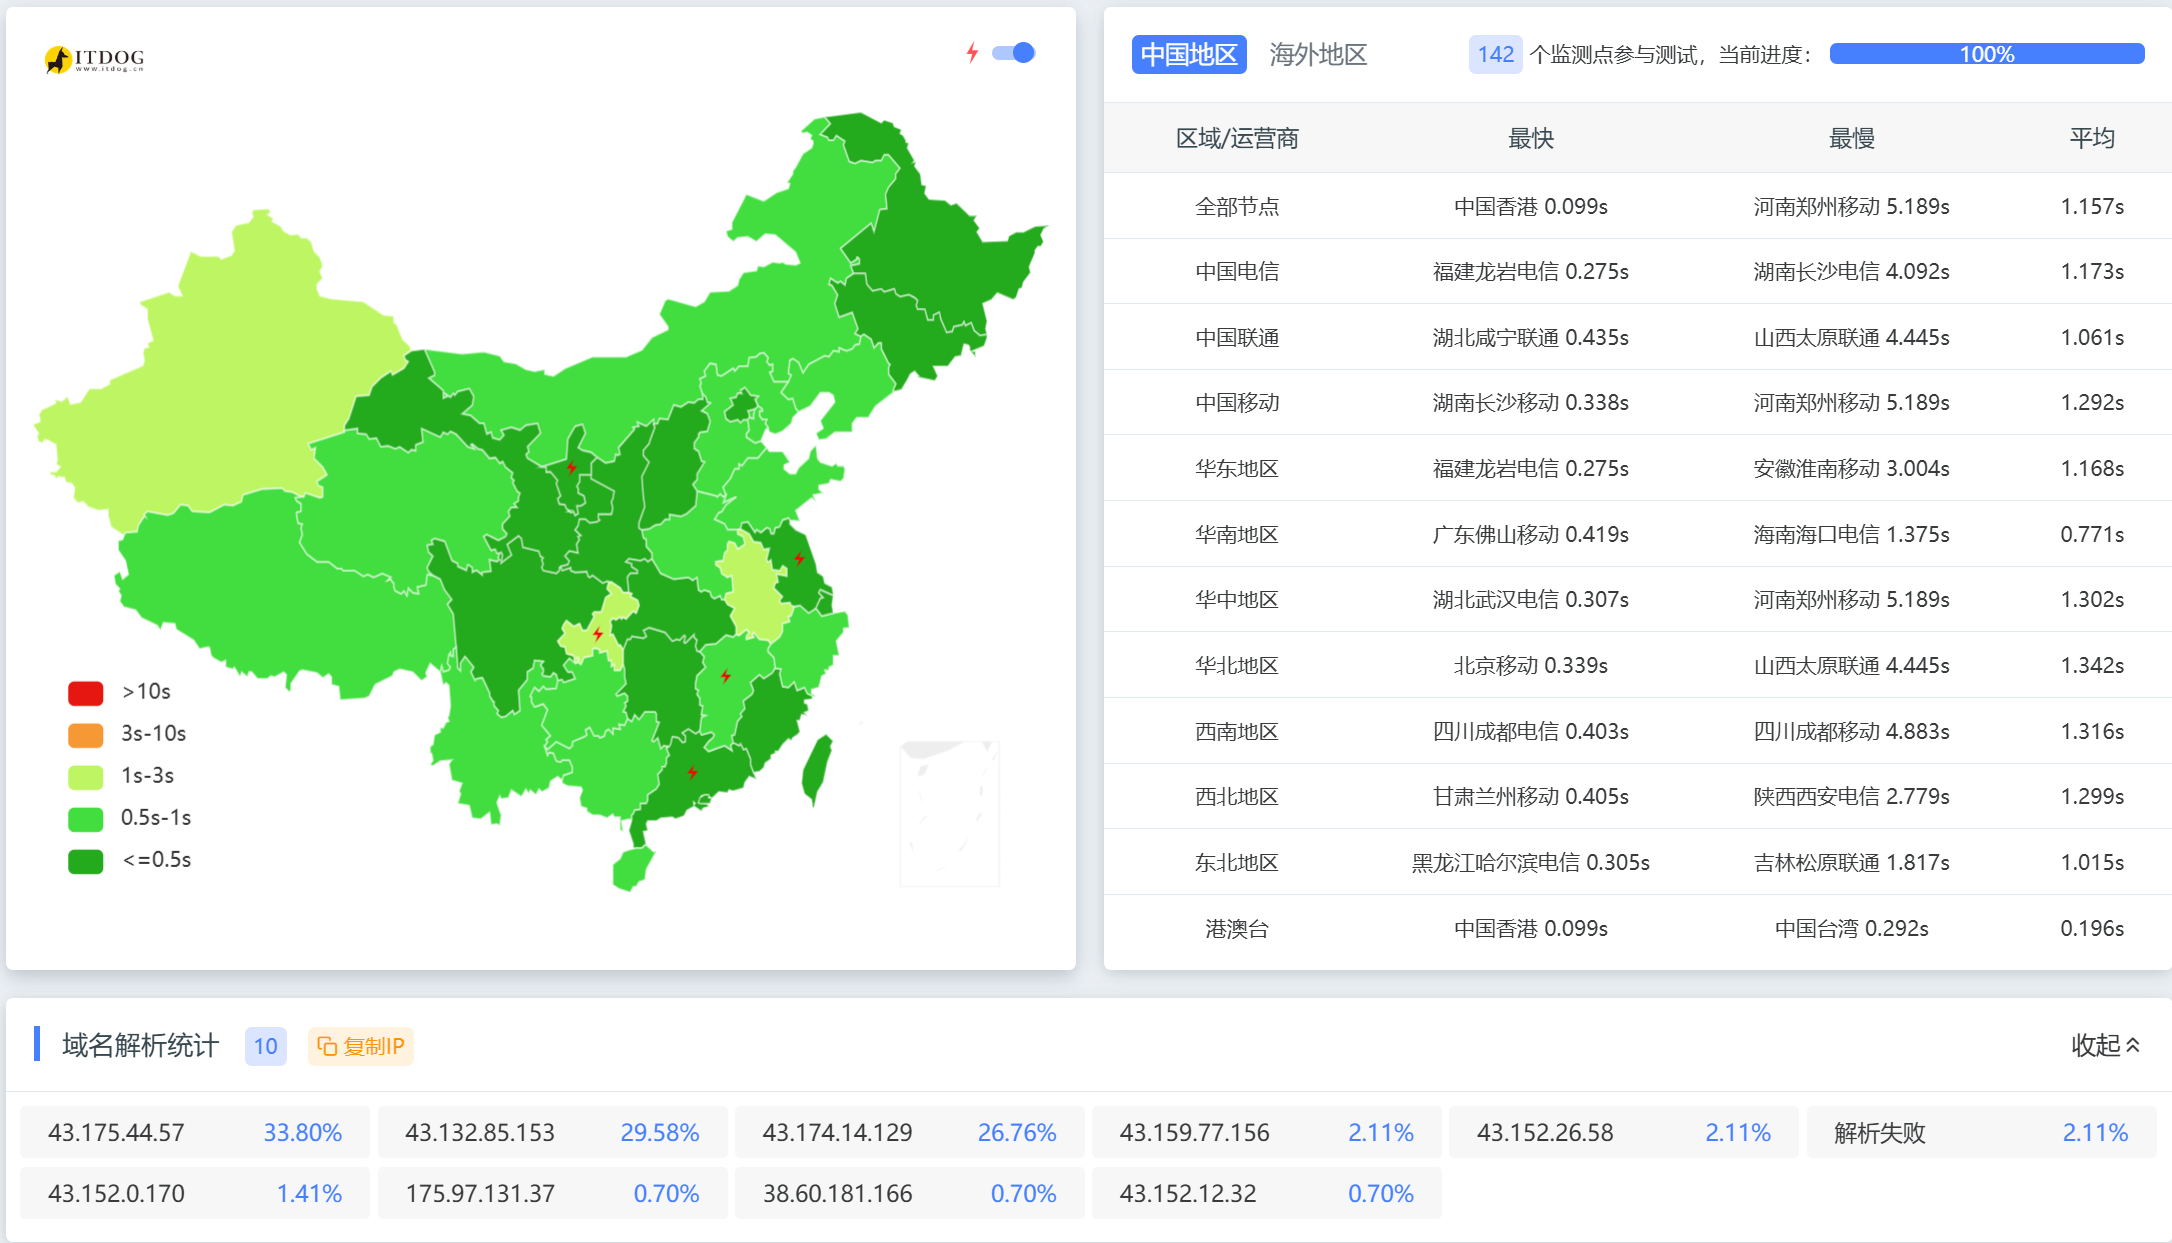 ITDOG
www.itdog.cn
>10s
3s-10s
1s-3s
0.5s-1s
<=0.5s
中国地区 海外地区 142 个监测点参与测试，当前进度： 100%
区域/运营商 最快 最慢 平均
全部节点 中国香港 0.099s 河南郑州移动 5.189s 1.157s
中国电信 福建龙岩电信 0.275s 湖南长沙电信 4.092s 1.173s
中国联通 湖北咸宁联通 0.435s 山西太原联通 4.445s 1.061s
中国移动 湖南长沙移动 0.338s 河南郑州移动 5.189s 1.292s
华东地区 福建龙岩电信 0.275s 安徽淮南移动 3.004s 1.168s
华南地区 广东佛山移动 0.419s 海南海口电信 1.375s 0.771s
华中地区 湖北武汉电信 0.307s 河南郑州移动 5.189s 1.302s
华北地区 北京移动 0.339s 山西太原联通 4.445s 1.342s
西南地区 四川成都电信 0.403s 四川成都移动 4.883s 1.316s
西北地区 甘肃兰州移动 0.405s 陕西西安电信 2.779s 1.299s
东北地区 黑龙江哈尔滨电信 0.305s 吉林松原联通 1.817s 1.015s
港澳台 中国香港 0.099s 中国台湾 0.292s 0.196s
域名解析统计 10 复制IP 收起
43.175.44.57 33.80% 43.132.85.153 29.58% 43.174.14.129 26.76% 43.159.77.156 2.11% 43.152.26.58 2.11% 解析失败 2.11%
43.152.0.170 1.41% 175.97.131.37 0.70% 38.60.181.166 0.70% 43.152.12.32 0.70%